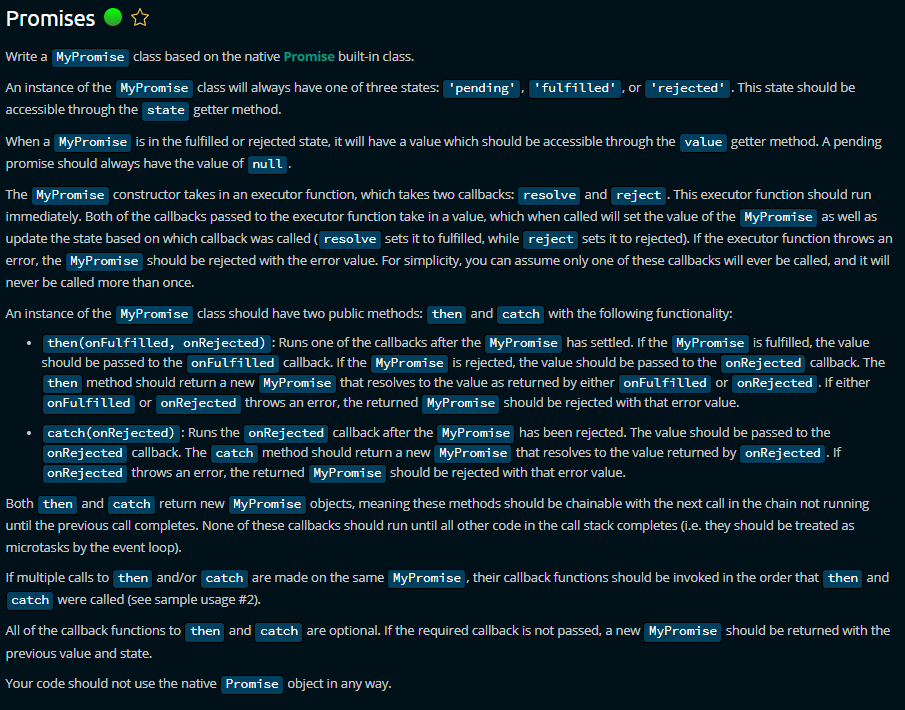 Promises
Write a MyPromise class based on the native Promise built-in class.
An instance of the MyPromise class will always have one of three states: 'pending', 'fulfilled', or 'rejected'. This state should be
accessible through the state getter method.
When a MyPromise is in the fulfilled or rejected state, it will have a value which should be accessible through the value getter method. A pending
promise should always have the value of null.
The MyPromise constructor takes in an executor function, which takes two callbacks: resolve and reject. This executor function should run
immediately. Both of the callbacks passed to the executor function take in a value, which when called will set the value of the MyPromise as well as
update the state based on which callback was called (resolve sets it to fulfilled, while reject sets it to rejected). If the executor function throws an
error, the MyPromise should be rejected with the error value. For simplicity, you can assume only one of these callbacks will ever be called, and it will
never be called more than once.
An instance of the MyPromise class should have two public methods: then and catch with the following functionality:
• then(onFulfilled, onRejected): Runs one of the callbacks after the MyPromise has settled. If the MyPromise is fulfilled, the value
should be passed to the onFulfilled callback. If the MyPromise is rejected, the value should be passed to the onRejected callback. The
then method should return a new MyPromise that resolves to the value as returned by either onFulfilled or onRejected. If either
onFulfilled or onRejected throws an error, the returned MyPromise should be rejected with that error value.
• catch(onRejected): Runs the onRejected callback after the MyPromise has been rejected. The value should be passed to the
onRejected callback. The catch method should return a new MyPromise that resolves to the value returned by onRejected. If
onRejected throws an error, the returned MyPromise should be rejected with that error value.
Both then and catch return new MyPromise objects, meaning these methods should be chainable with the next call in the chain not running
until the previous call completes. None of these callbacks should run until all other code in the call stack completes (i.e. they should be treated as
microtasks by the event loop).
If multiple calls to then and/or catch are made on the same MyPromise, their callback functions should be invoked in the order that then and
catch were called (see sample usage #2).
All of the callback functions to then and catch are optional. If the required callback is not passed, a new MyPromise should be returned with the
previous value and state.
Your code should not use the native Promise object in any way.